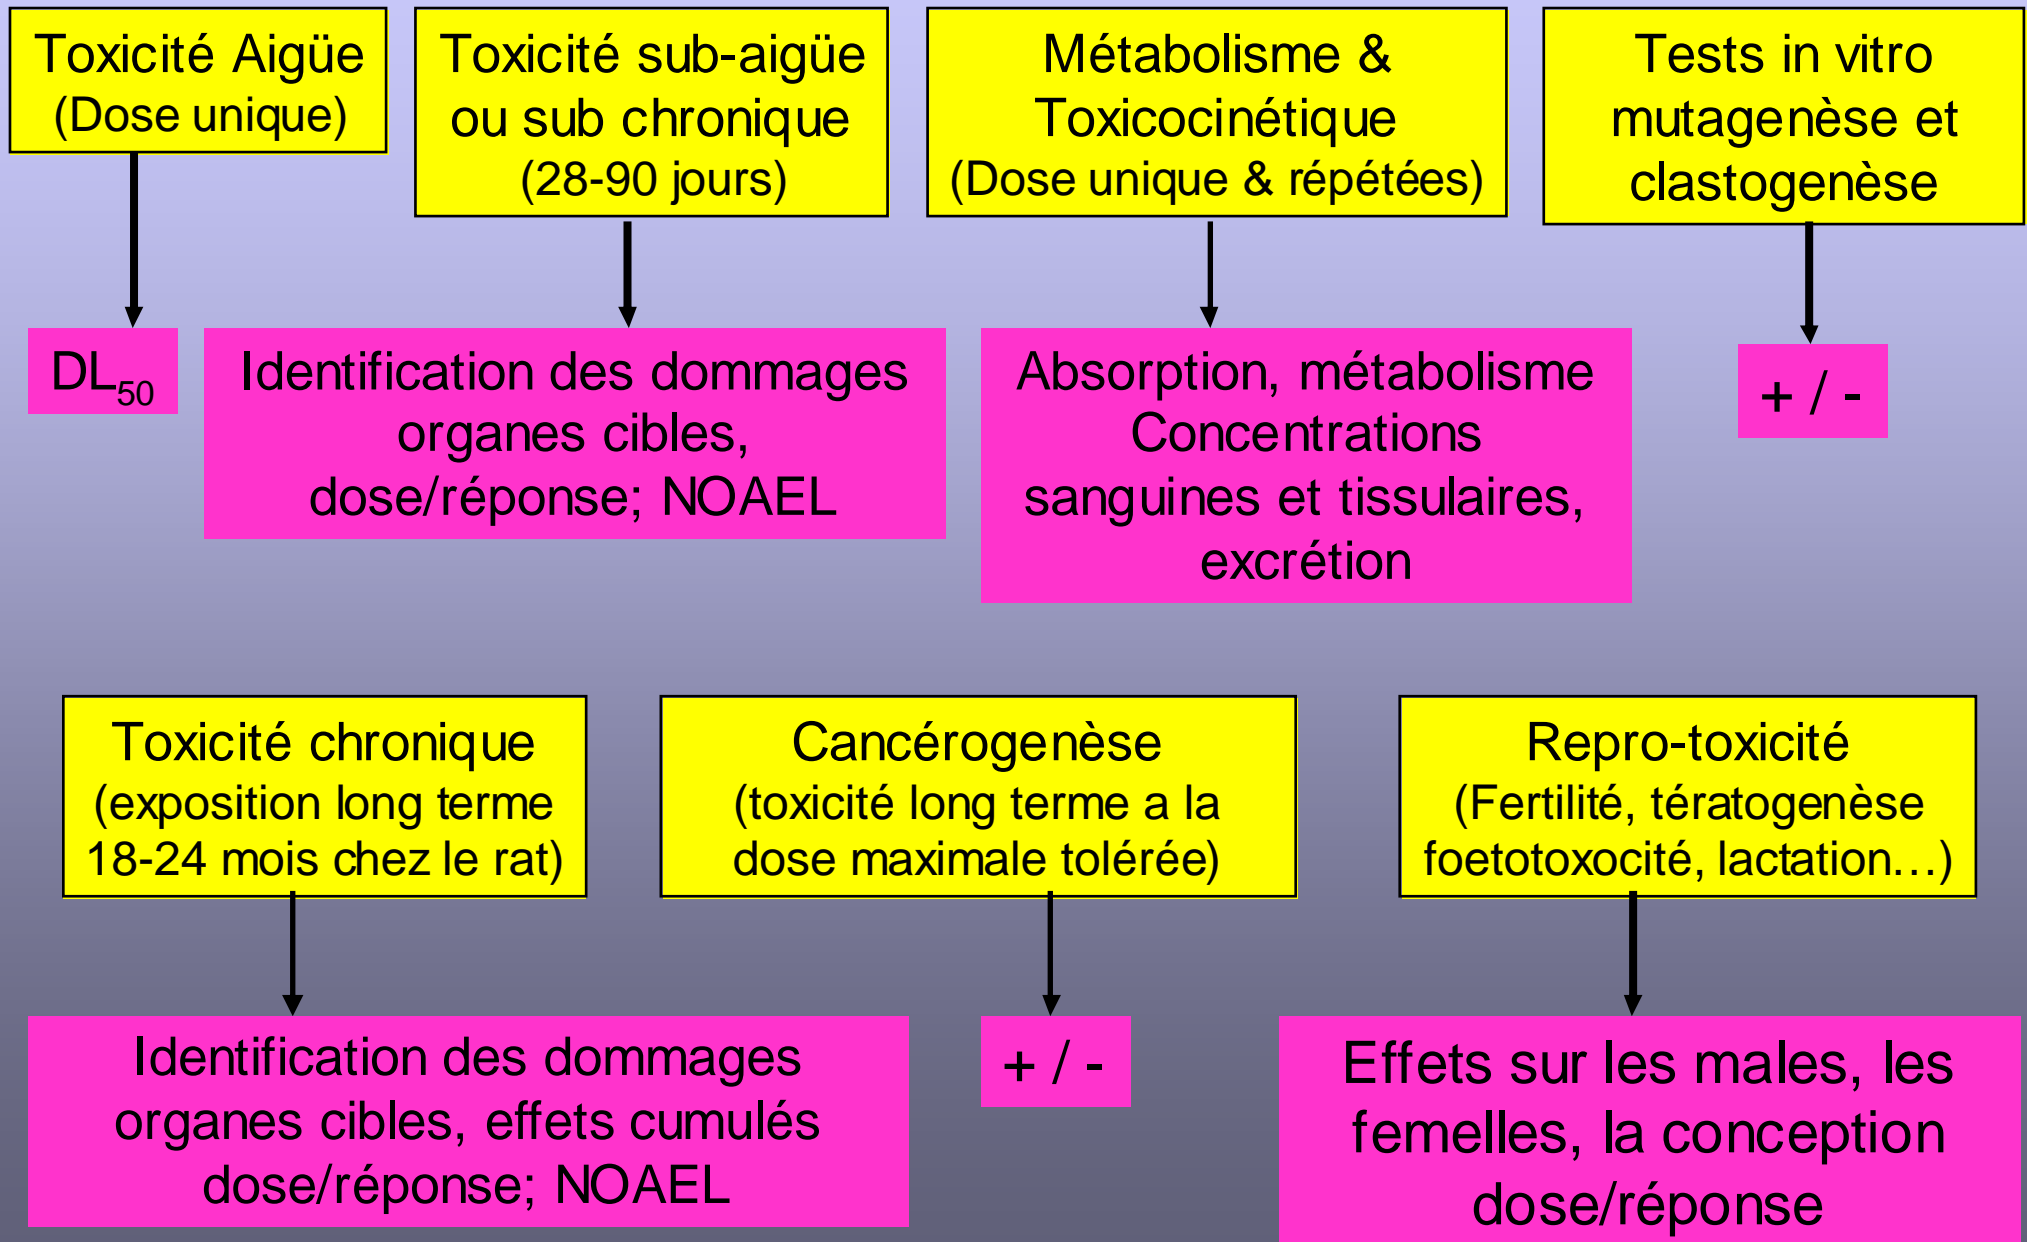 Toxicité Aigüe
(Dose unique)
Toxicité sub-aigüe
ou sub chronique
(28-90 jours)
Métabolisme &
Toxicocinétique
(Dose unique & répétées)
Tests in vitro
mutagenèse et
clastogenèse
DL50
Identification des dommages
organes cibles,
dose/réponse; NOAEL
Absorption, métabolisme
Concentrations
sanguines et tissulaires,
excrétion
+ / -
Toxicité chronique
(exposition long terme
18-24 mois chez le rat)
Cancérogenèse
(toxicité long terme a la
dose maximale tolérée)
Repro-toxicité
(Fertilité, tératogenèse
foetotoxocité, lactation…)
Identification des dommages
organes cibles, effets cumulés
dose/réponse; NOAEL
+ / -
Effets sur les males, les
femelles, la conception
dose/réponse